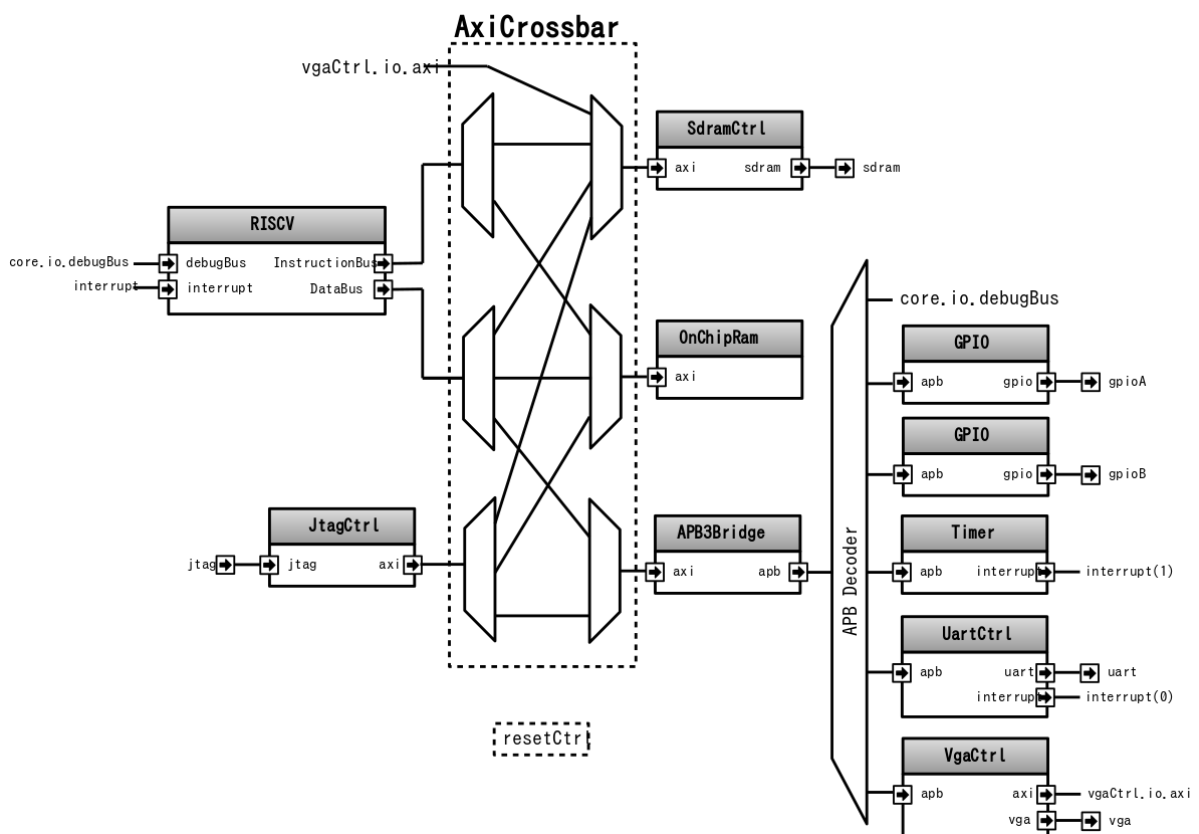 AxiCrossbar
vgaCtrl.io.axi
SdramCtrl
axi sdram
sdram
RISCV
core.io.debugBus
debugBus InstructionBus
interrupt
interrupt DataBus
core.io.debugBus
OnChipRam
axi
GPIO
apb gpio
gpioA
GPIO
apb gpio
gpioB
JtagCtrl
jtag
jtag axi
APB3Bridge
axi apb
APB Decoder
Timer
apb interrupt
interrupt(1)
UartCtrl
apb uart
uart
interrupt
interrupt(0)
resetCtrl
VgaCtrl
apb axi
vgaCtrl.io.axi
vga
vga